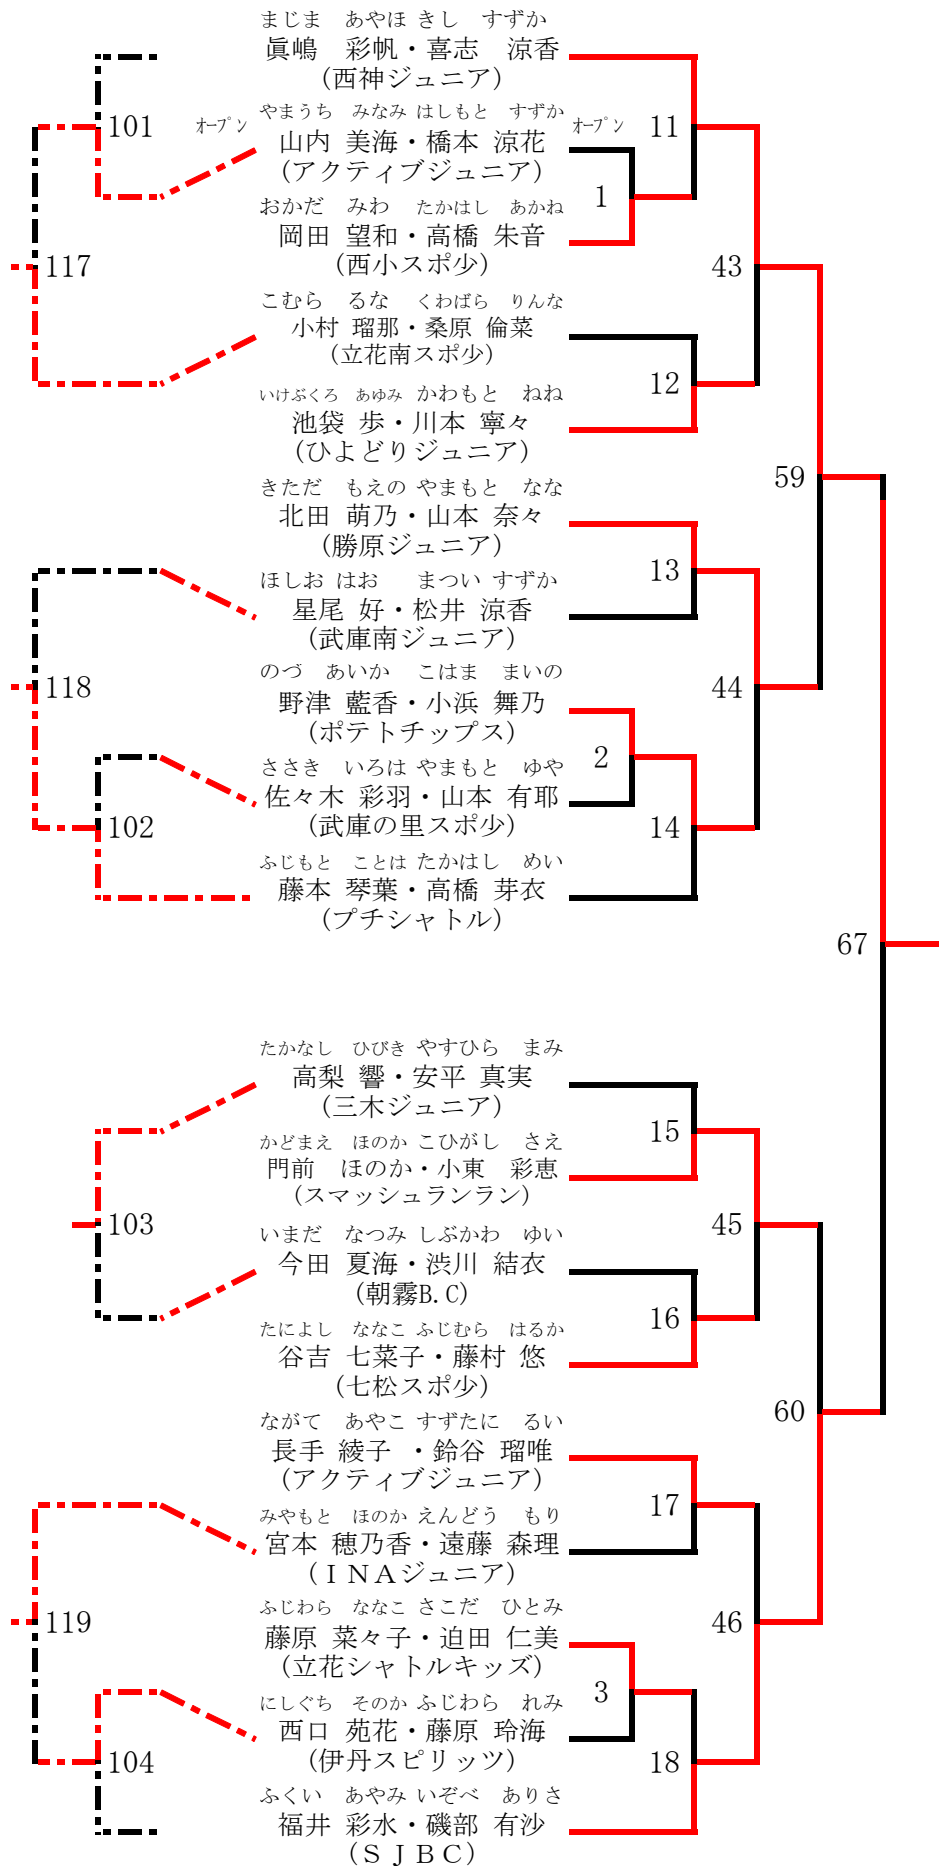 まじま　あやほ きし　すずか
眞嶋　彩帆・喜志　涼香
(西神ジュニア)
101
オープン
やまうち　みなみ はしもと　すずか
オープン
11
山内 美海・橋本 涼花
(アクティブジュニア)
1
おかだ　みわ　たかはし　あかね
岡田 望和・高橋 朱音
(西小スポ少)
117
43
こむら　るな　くわばら　りんな
小村 瑠那・桑原 倫菜
(立花南スポ少)
12
いけぶくろ　あゆみ かわもと　ねね
池袋 歩・川本 寧々
(ひよどりジュニア)
59
きただ　もえの やまもと　なな
北田 萌乃・山本 奈々
(勝原ジュニア)
13
ほしお はお　まつい すずか
星尾 好・松井 涼香
(武庫南ジュニア)
のづ　あいか　こはま　まいの
118
44
野津 藍香・小浜 舞乃
(ポテトチップス)
2
ささき　いろは やまもと　ゆや
佐々木 彩羽・山本 有耶
(武庫の里スポ少)
102
14
ふじもと　ことは たかはし　めい
藤本 琴葉・高橋 芽衣
(プチシャトル)
67
たかなし　ひびき やすひら　まみ
高梨 響・安平 真実
(三木ジュニア)
15
かどまえ　ほのか こひがし　さえ
門前　ほのか・小東　彩恵
(スマッシュランラン)
103
45
いまだ　なつみ しぶかわ　ゆい
今田 夏海・渋川 結衣
(朝霧B.C)
16
たによし　ななこ ふじむら　はるか
谷吉 七菜子・藤村 悠
(七松スポ少)
60
ながて　あやこ すずたに　るい
長手 綾子 ・鈴谷 瑠唯
(アクティブジュニア)
17
みやもと　ほのか えんどう　もり
宮本 穂乃香・遠藤 森理
(ＩＮＡジュニア)
ふじわら　ななこ さこだ　ひとみ
119
46
藤原 菜々子・迫田 仁美
(立花シャトルキッズ)
3
にしぐち　そのか ふじわら　れみ
西口 苑花・藤原 玲海
(伊丹スピリッツ)
104
18
ふくい　あやみ いぞべ　ありさ
福井 彩水・磯部 有沙
(ＳＪＢＣ)